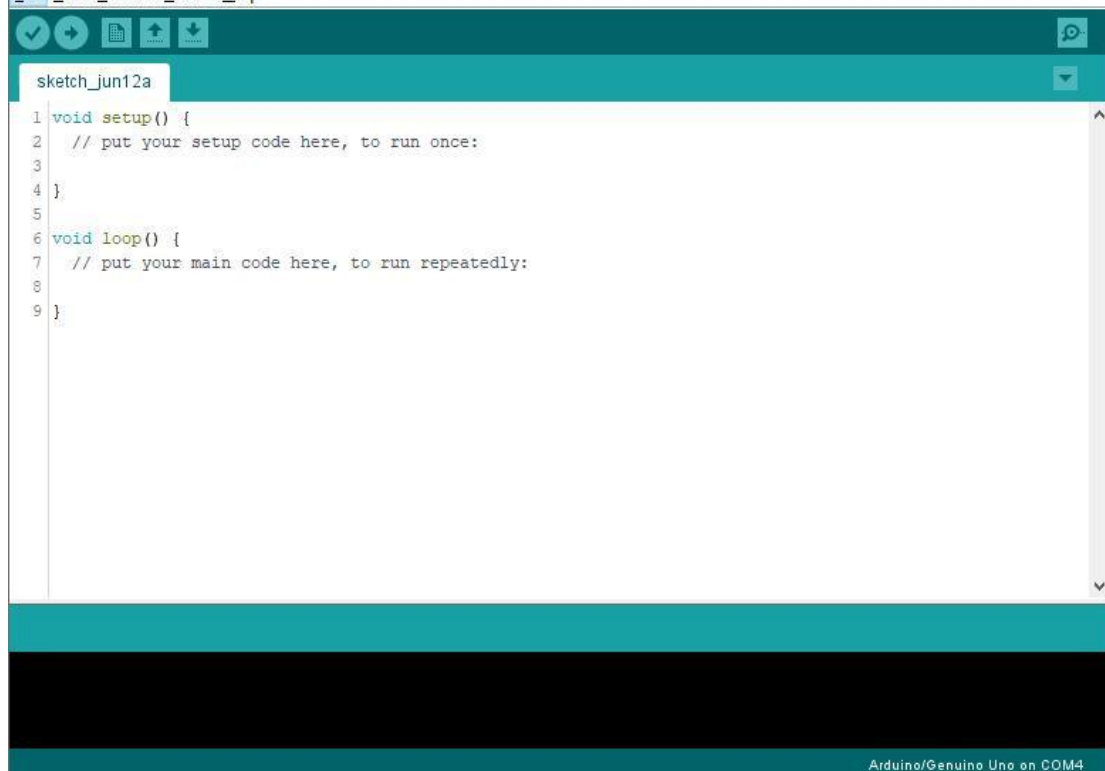 sketch_jun12a
1 void setup() {
2 // put your setup code here, to run once:
3
4 }
5
6 void loop() {
7 // put your main code here, to run repeatedly:
8
9 }
Arduino/Genuino Uno on COM4